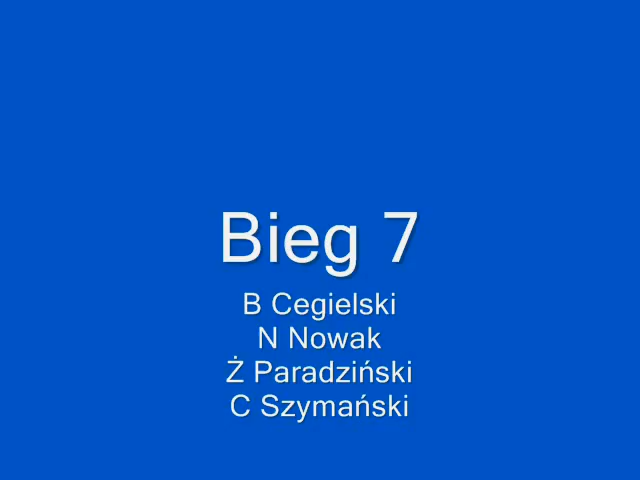 Bieg 7
B Cegielski
N Nowak
Ż Paradziński
C Szymański